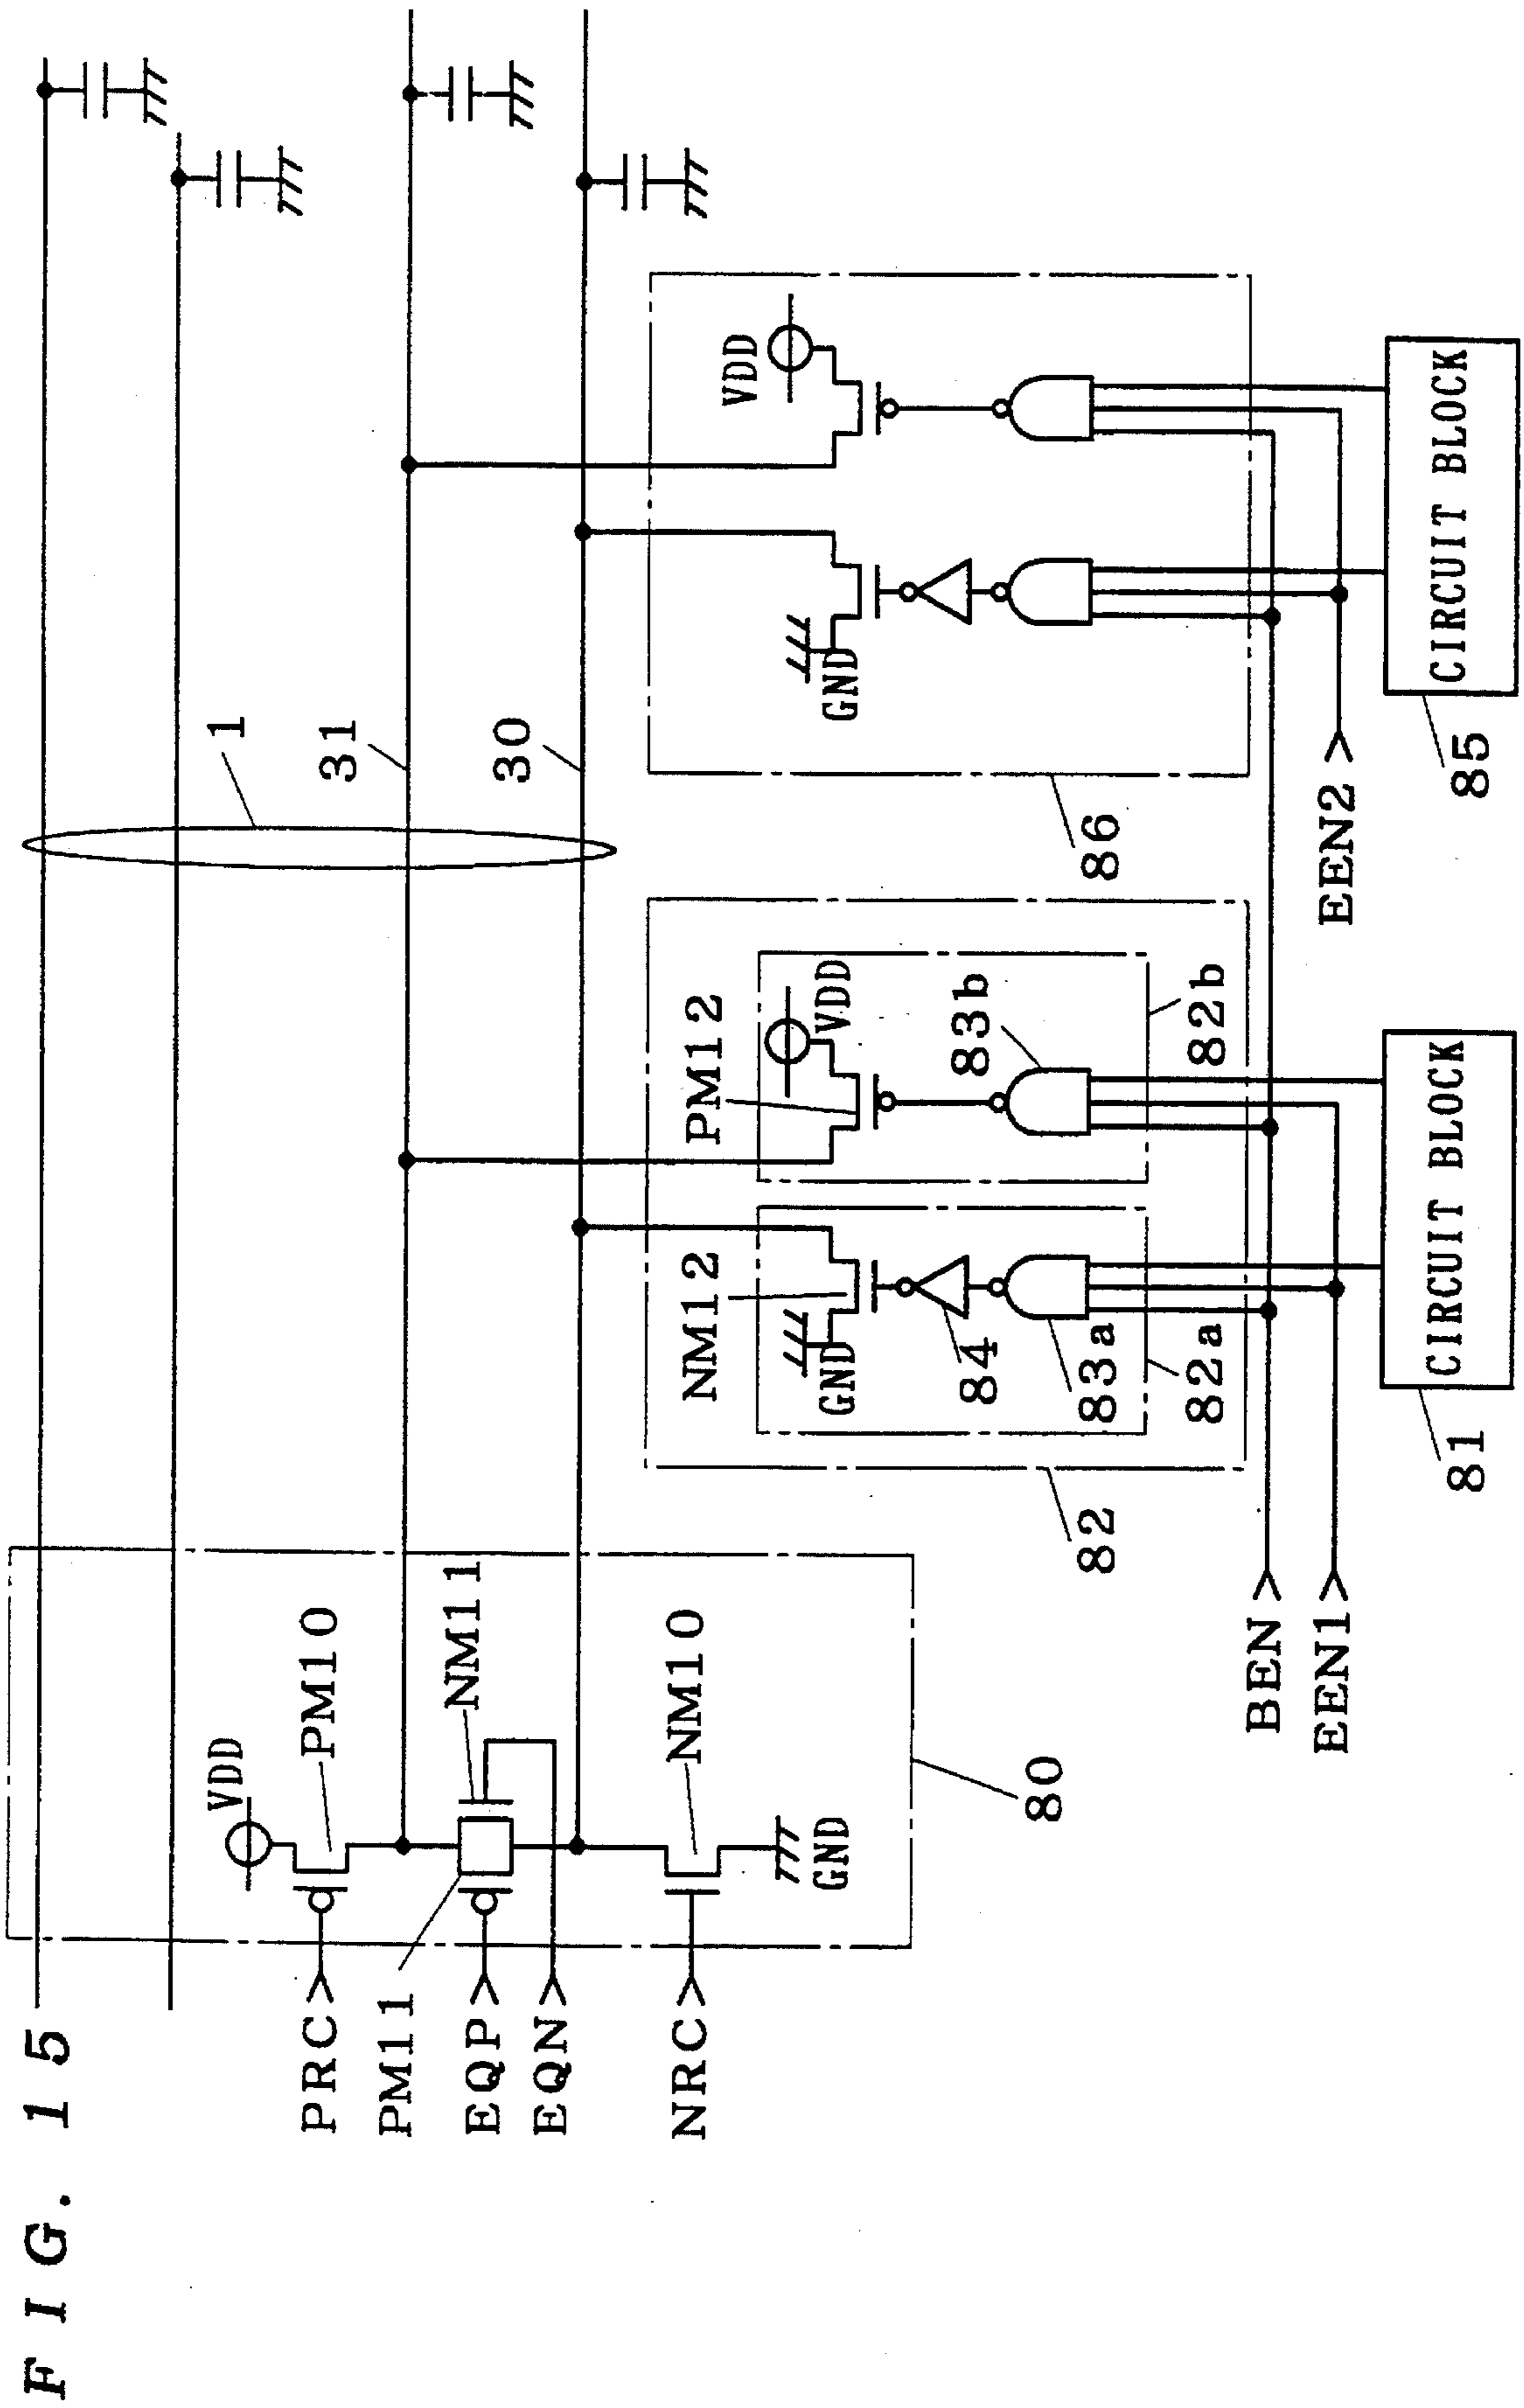 FIG. 15
PRC
PM11
EQP
EQN
NRC
VDD
PM10
NM11
NM10
GND
80
BEN
EEN1
82
NM12
GND
84
83a
82a
PM12
VDD
83b
82b
81
CIRCUIT BLOCK
1
31
30
86
EEN2
VDD
GND
85
CIRCUIT BLOCK